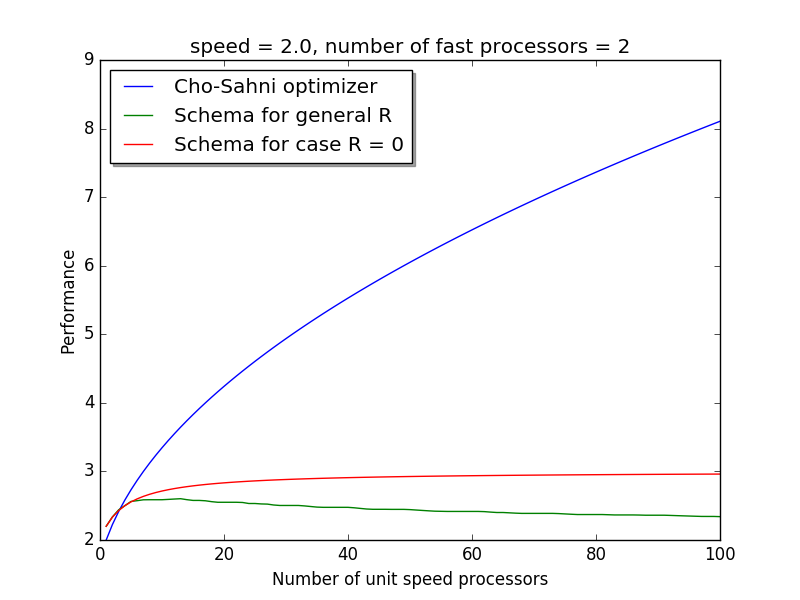 speed = 2.0, number of fast processors = 2
9
8
7
6
5
4
3
2
Performance
Cho-Sahni optimizer
Schema for general R
Schema for case R = 0
0 20 40 60 80 100
Number of unit speed processors